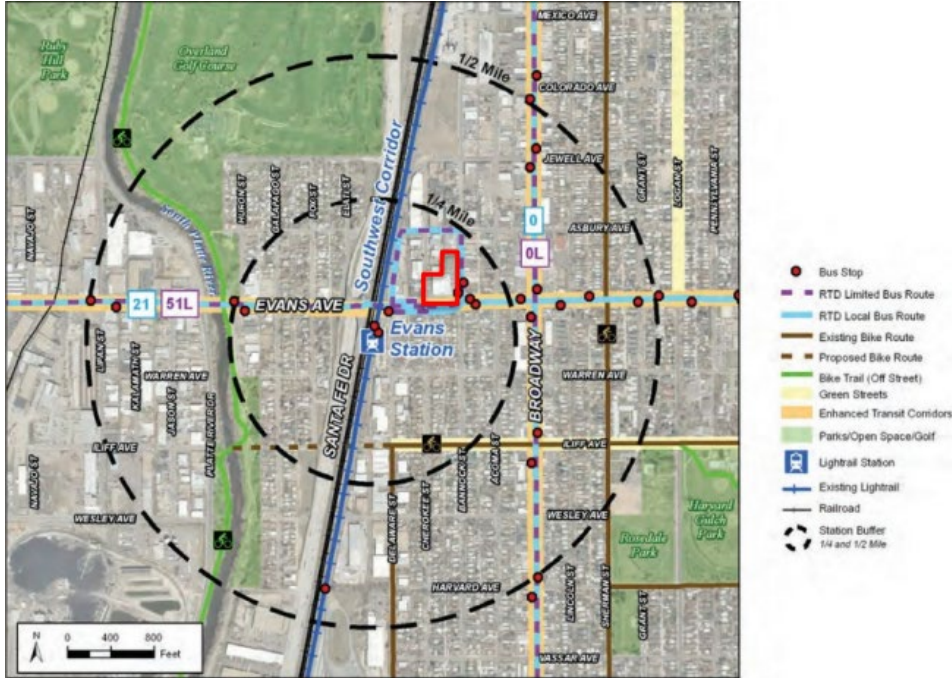 MEXICO AVE
Ruby
Hill
Park
Overland
Golf Course
1/2 Mile
COLORADO AVE
JEWELL AVE
GRANT ST
LOGAN ST
PENNSYLVANIA ST
Southwest Corridor
HURON ST
GALAPAGO ST
FOX ST
ELATI ST
1/4 Mile
NAVAJO ST
South Platte River
0
ASBURY AVE
0L
21
51L
EVANS AVE
Evans
Station
LIPAN ST
KALAMATH ST
WARREN AVE
JASON ST
SANTA FE DR
BROADWAY
WARREN AVE
PLATTE RIVER DR
ILIFF AVE
ILIFF AVE
NAVAJO ST
ACOMA ST
BANNOCK ST
CHEROKEE ST
DELAWARE ST
WESLEY AVE
WESLEY AVE
Rosedale
Park
Harvard
Gulch
Park
HARVARD AVE
LINCOLN ST
SHERMAN ST
GRANT ST
VASSAR AVE
N
0 400 800
Feet
Bus Stop
RTD Limited Bus Route
RTD Local Bus Route
Existing Bike Route
Proposed Bike Route
Bike Trail (Off Street)
Green Streets
Enhanced Transit Corridors
Parks/Open Space/Golf
Lightrail Station
Existing Lightrail
Railroad
Station Buffer
1/4 and 1/2 Mile